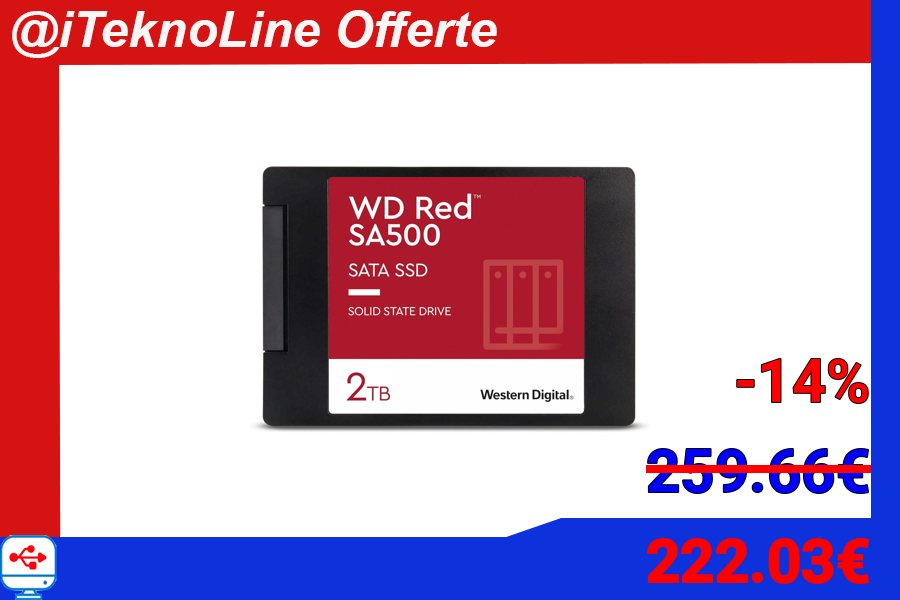 @iTeknoLine Offerte
WD Red™
SA500
SATA SSD
SOLID STATE DRIVE
2TB
Western Digital®
-14%
259.66€
222.03€